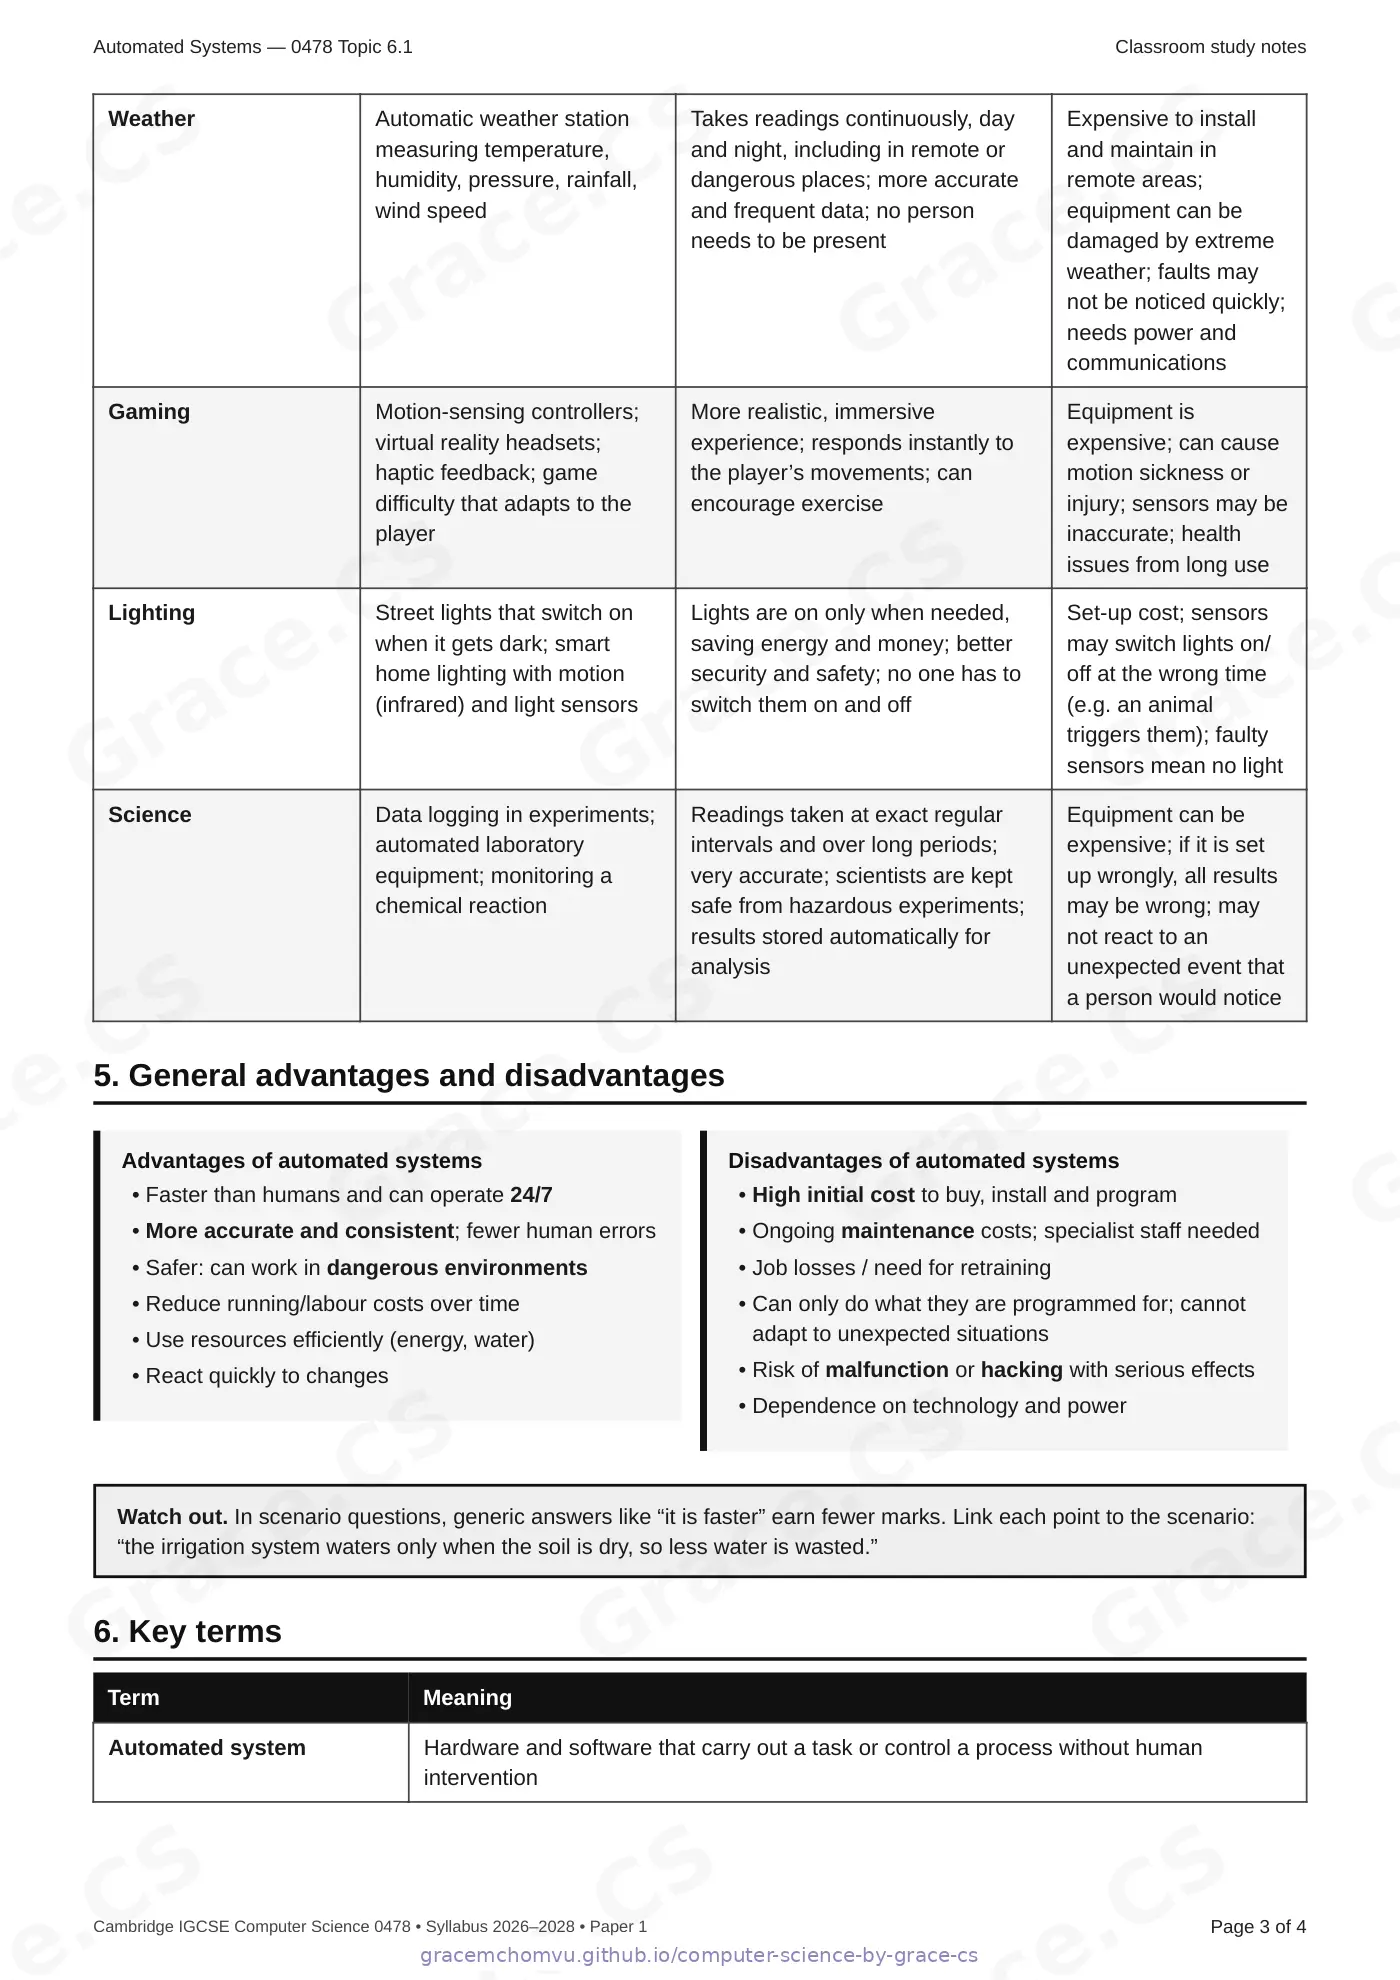 Automated Systems — 0478 Topic 6.1
Classroom study notes
Weather
Automatic weather station
measuring temperature,
humidity, pressure, rainfall,
wind speed
Takes readings continuously, day
and night, including in remote or
dangerous places; more accurate
and frequent data; no person
needs to be present
Expensive to install
and maintain in
remote areas;
equipment can be
damaged by extreme
weather; faults may
not be noticed quickly;
needs power and
communications
Gaming
Motion-sensing controllers;
virtual reality headsets;
haptic feedback; game
difficulty that adapts to the
player
More realistic, immersive
experience; responds instantly to
the player’s movements; can
encourage exercise
Equipment is
expensive; can cause
motion sickness or
injury; sensors may be
inaccurate; health
issues from long use
Lighting
Street lights that switch on
when it gets dark; smart
home lighting with motion
(infrared) and light sensors
Lights are on only when needed,
saving energy and money; better
security and safety; no one has to
switch them on and off
Set-up cost; sensors
may switch lights on/
off at the wrong time
(e.g. an animal
triggers them); faulty
sensors mean no light
Science
Data logging in experiments;
automated laboratory
equipment; monitoring a
chemical reaction
Readings taken at exact regular
intervals and over long periods;
very accurate; scientists are kept
safe from hazardous experiments;
results stored automatically for
analysis
Equipment can be
expensive; if it is set
up wrongly, all results
may be wrong; may
not react to an
unexpected event that
a person would notice
5. General advantages and disadvantages
Advantages of automated systems
• Faster than humans and can operate 24/7
• More accurate and consistent; fewer human errors
• Safer: can work in dangerous environments
• Reduce running/labour costs over time
• Use resources efficiently (energy, water)
• React quickly to changes
Disadvantages of automated systems
• High initial cost to buy, install and program
• Ongoing maintenance costs; specialist staff needed
• Job losses / need for retraining
• Can only do what they are programmed for; cannot
adapt to unexpected situations
• Risk of malfunction or hacking with serious effects
• Dependence on technology and power
Watch out. In scenario questions, generic answers like “it is faster” earn fewer marks. Link each point to the scenario:
“the irrigation system waters only when the soil is dry, so less water is wasted.”
6. Key terms
Term
Meaning
Automated system
Hardware and software that carry out a task or control a process without human
intervention
Cambridge IGCSE Computer Science 0478 • Syllabus 2026–2028 • Paper 1
Page 3 of 4
gracemchomvu.github.io/computer-science-by-grace-cs
Grace.CS